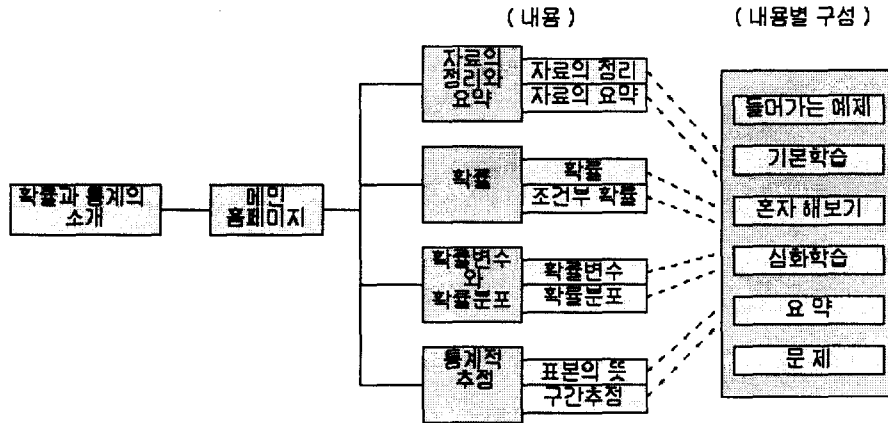 ( 내용 )
( 내용별 구성 )
확률과 통계의
소개
메인
홈페이지
자료의
정리와
요약
자료의 정리
자료의 요약
확률
확률
조건부 확률
확률변수
와
확률분포
확률변수
확률분포
통계적
추정
표본의 뜻
구간추정
들어가는 예제
기본학습
혼자 해보기
심화학습
요 약
문 제